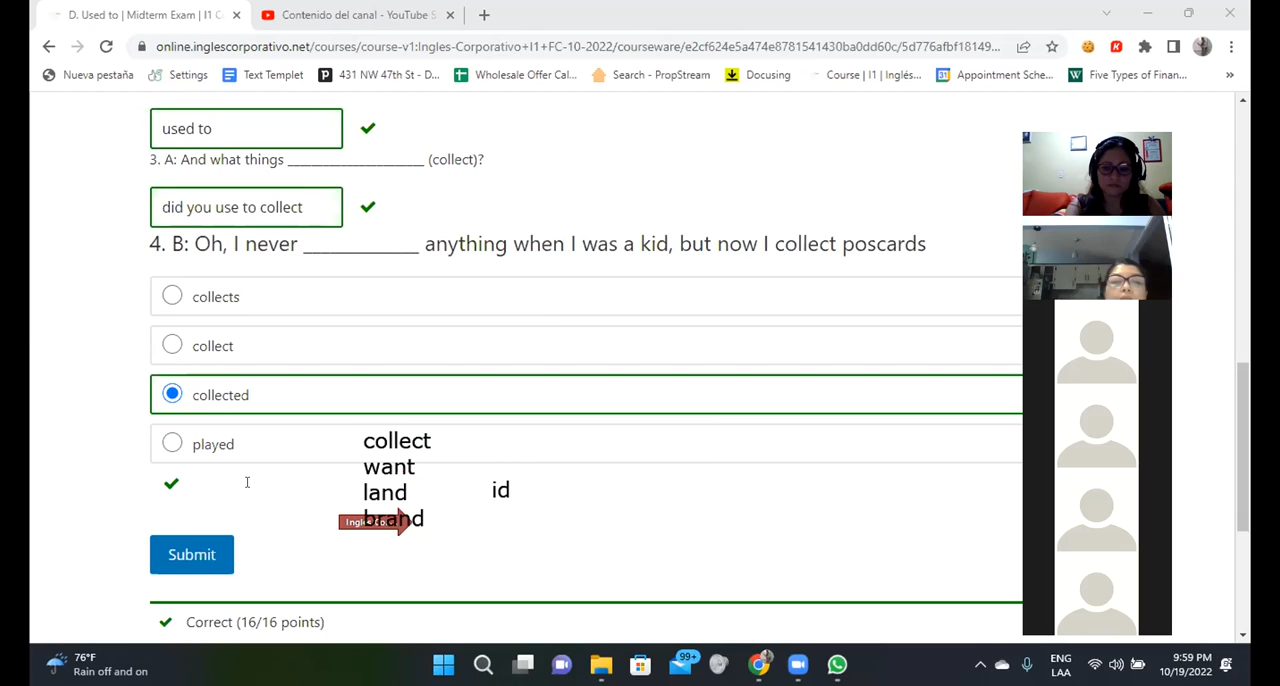 D. Used to | Midterm Exam | I1 C
Contenido del canal - YouTube S
online.inglescorporativo.net/courses/course-v1:Ingles-Corporativo+I1+FC-10-2022/courseware/e2cf624e5a474e8781541430ba0dd60c/5d776afbf18149...
Nueva pestaña
Settings
Text Templet
431 NW 47th St - D...
Wholesale Offer Cal...
Search - PropStream
Docusing
Course | I1 | Inglés...
Appointment Sche...
Five Types of Finan...
»
used to
3. A: And what things ______________________ (collect)?
did you use to collect
4. B: Oh, I never ___________ anything when I was a kid, but now I collect poscards
collects
collect
collected
played
collect
want
land
id
brand
Submit
Correct (16/16 points)
76°F
Rain off and on
99+
ENG
LAA
9:59 PM
10/19/2022